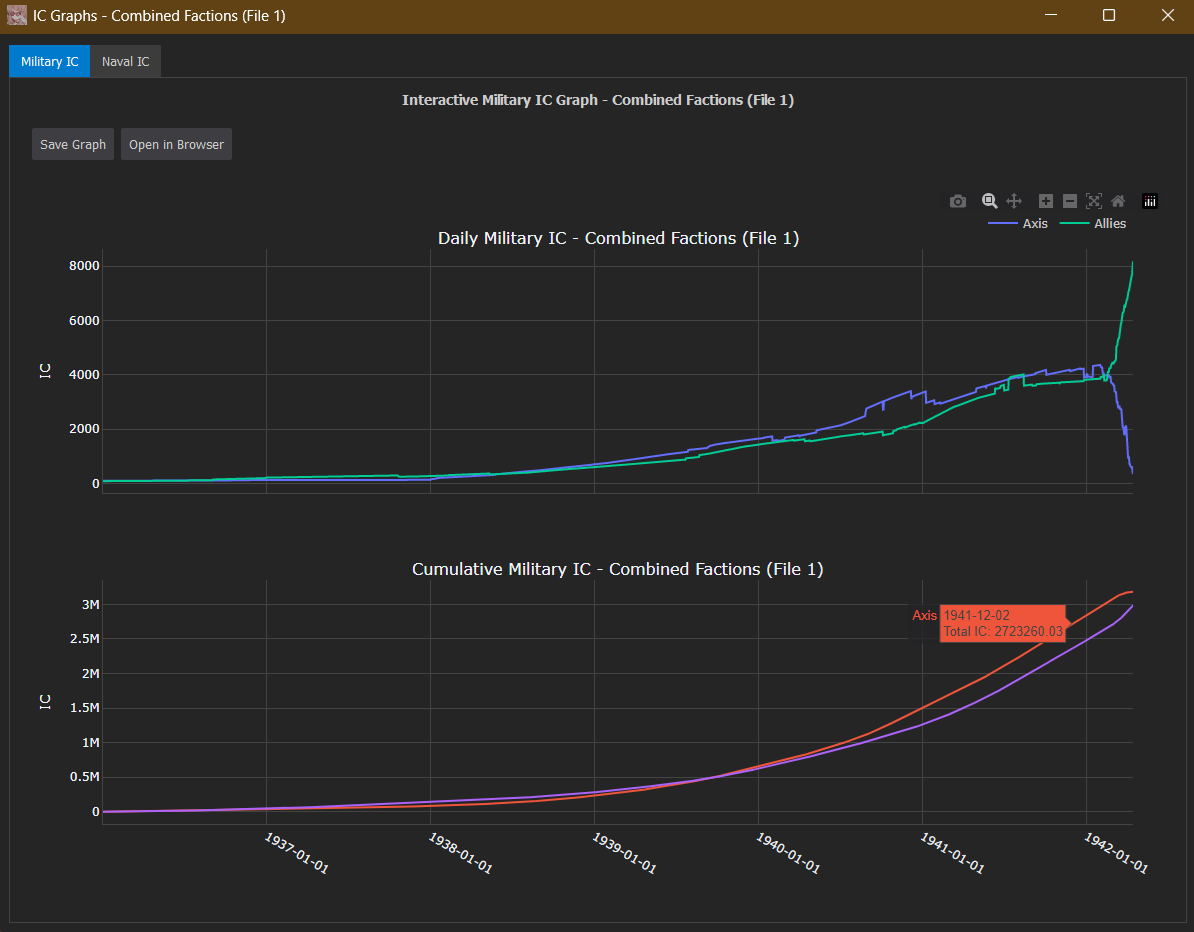 IC Graphs - Combined Factions (File 1)
Military IC
Naval IC
Interactive Military IC Graph - Combined Factions (File 1)
Save Graph
Open in Browser
Axis
Allies
Daily Military IC - Combined Factions (File 1)
8000
6000
4000
2000
0
IC
Cumulative Military IC - Combined Factions (File 1)
3M
2.5M
2M
1.5M
1M
0.5M
0
IC
Axis
1941-12-02
Total IC: 2723260.03
1937-01-01
1938-01-01
1939-01-01
1940-01-01
1941-01-01
1942-01-01